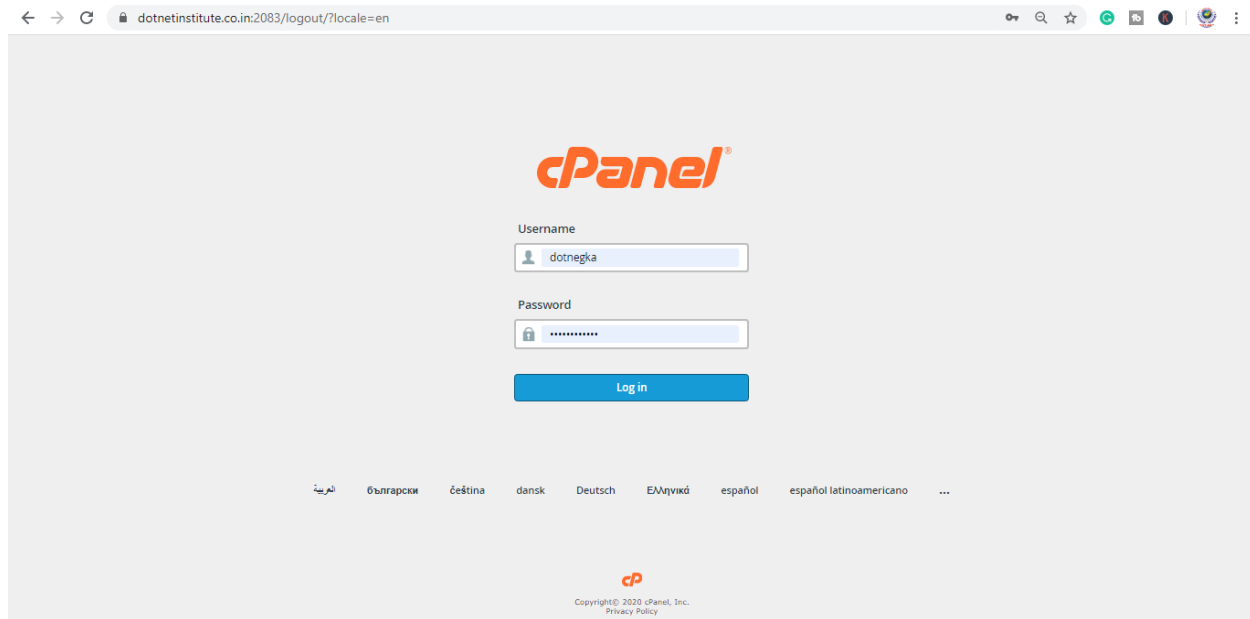 dotnetinstitute.co.in:2083/logout/?locale=en
cPanel®
Username
dotnegka
Password
••••••••••••
Log in
العربية български čeština dansk Deutsch Ελληνικά español español latinoamericano ...
cP
Copyright© 2020 cPanel, Inc.
Privacy Policy